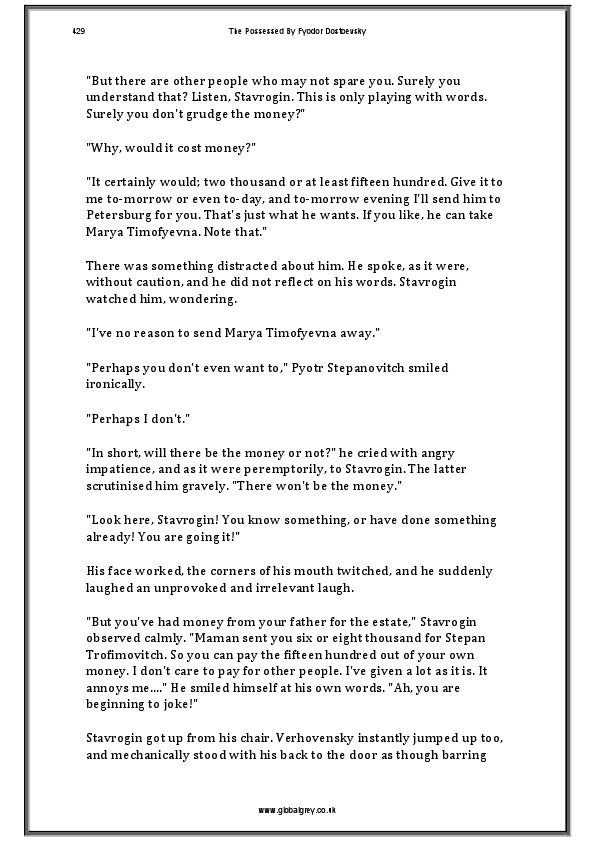 429
The Possessed By Fyodor Dostoevsky
"But there are other people who may not spare you. Surely you
understand that? Listen, Stavrogin. This is only playing with words.
Surely you don't grudge the money?"
"Why, would it cost money?"
"It certainly would; two thousand or at least fifteen hundred. Give it to
me to-morrow or even to-day, and to-morrow evening I'll send him to
Petersburg for you. That's just what he wants. If you like, he can take
Marya Timofyevna. Note that."
There was something distracted about him. He spoke, as it were,
without caution, and he did not reflect on his words. Stavrogin
watched him, wondering.
"I've no reason to send Marya Timofyevna away."
"Perhaps you don't even want to," Pyotr Stepanovitch smiled
ironically.
"Perhaps I don't."
"In short, will there be the money or not?" he cried with angry
impatience, and as it were peremptorily, to Stavrogin. The latter
scrutinised him gravely. "There won't be the money."
"Look here, Stavrogin! You know something, or have done something
already! You are going it!"
His face worked, the corners of his mouth twitched, and he suddenly
laughed an unprovoked and irrelevant laugh.
"But you've had money from your father for the estate," Stavrogin
observed calmly. "Maman sent you six or eight thousand for Stepan
Trofimovitch. So you can pay the fifteen hundred out of your own
money. I don't care to pay for other people. I've given a lot as it is. It
annoys me...." He smiled himself at his own words. "Ah, you are
beginning to joke!"
Stavrogin got up from his chair. Verhovensky instantly jumped up too,
and mechanically stood with his back to the door as though barring
www.globalgrey.co.uk